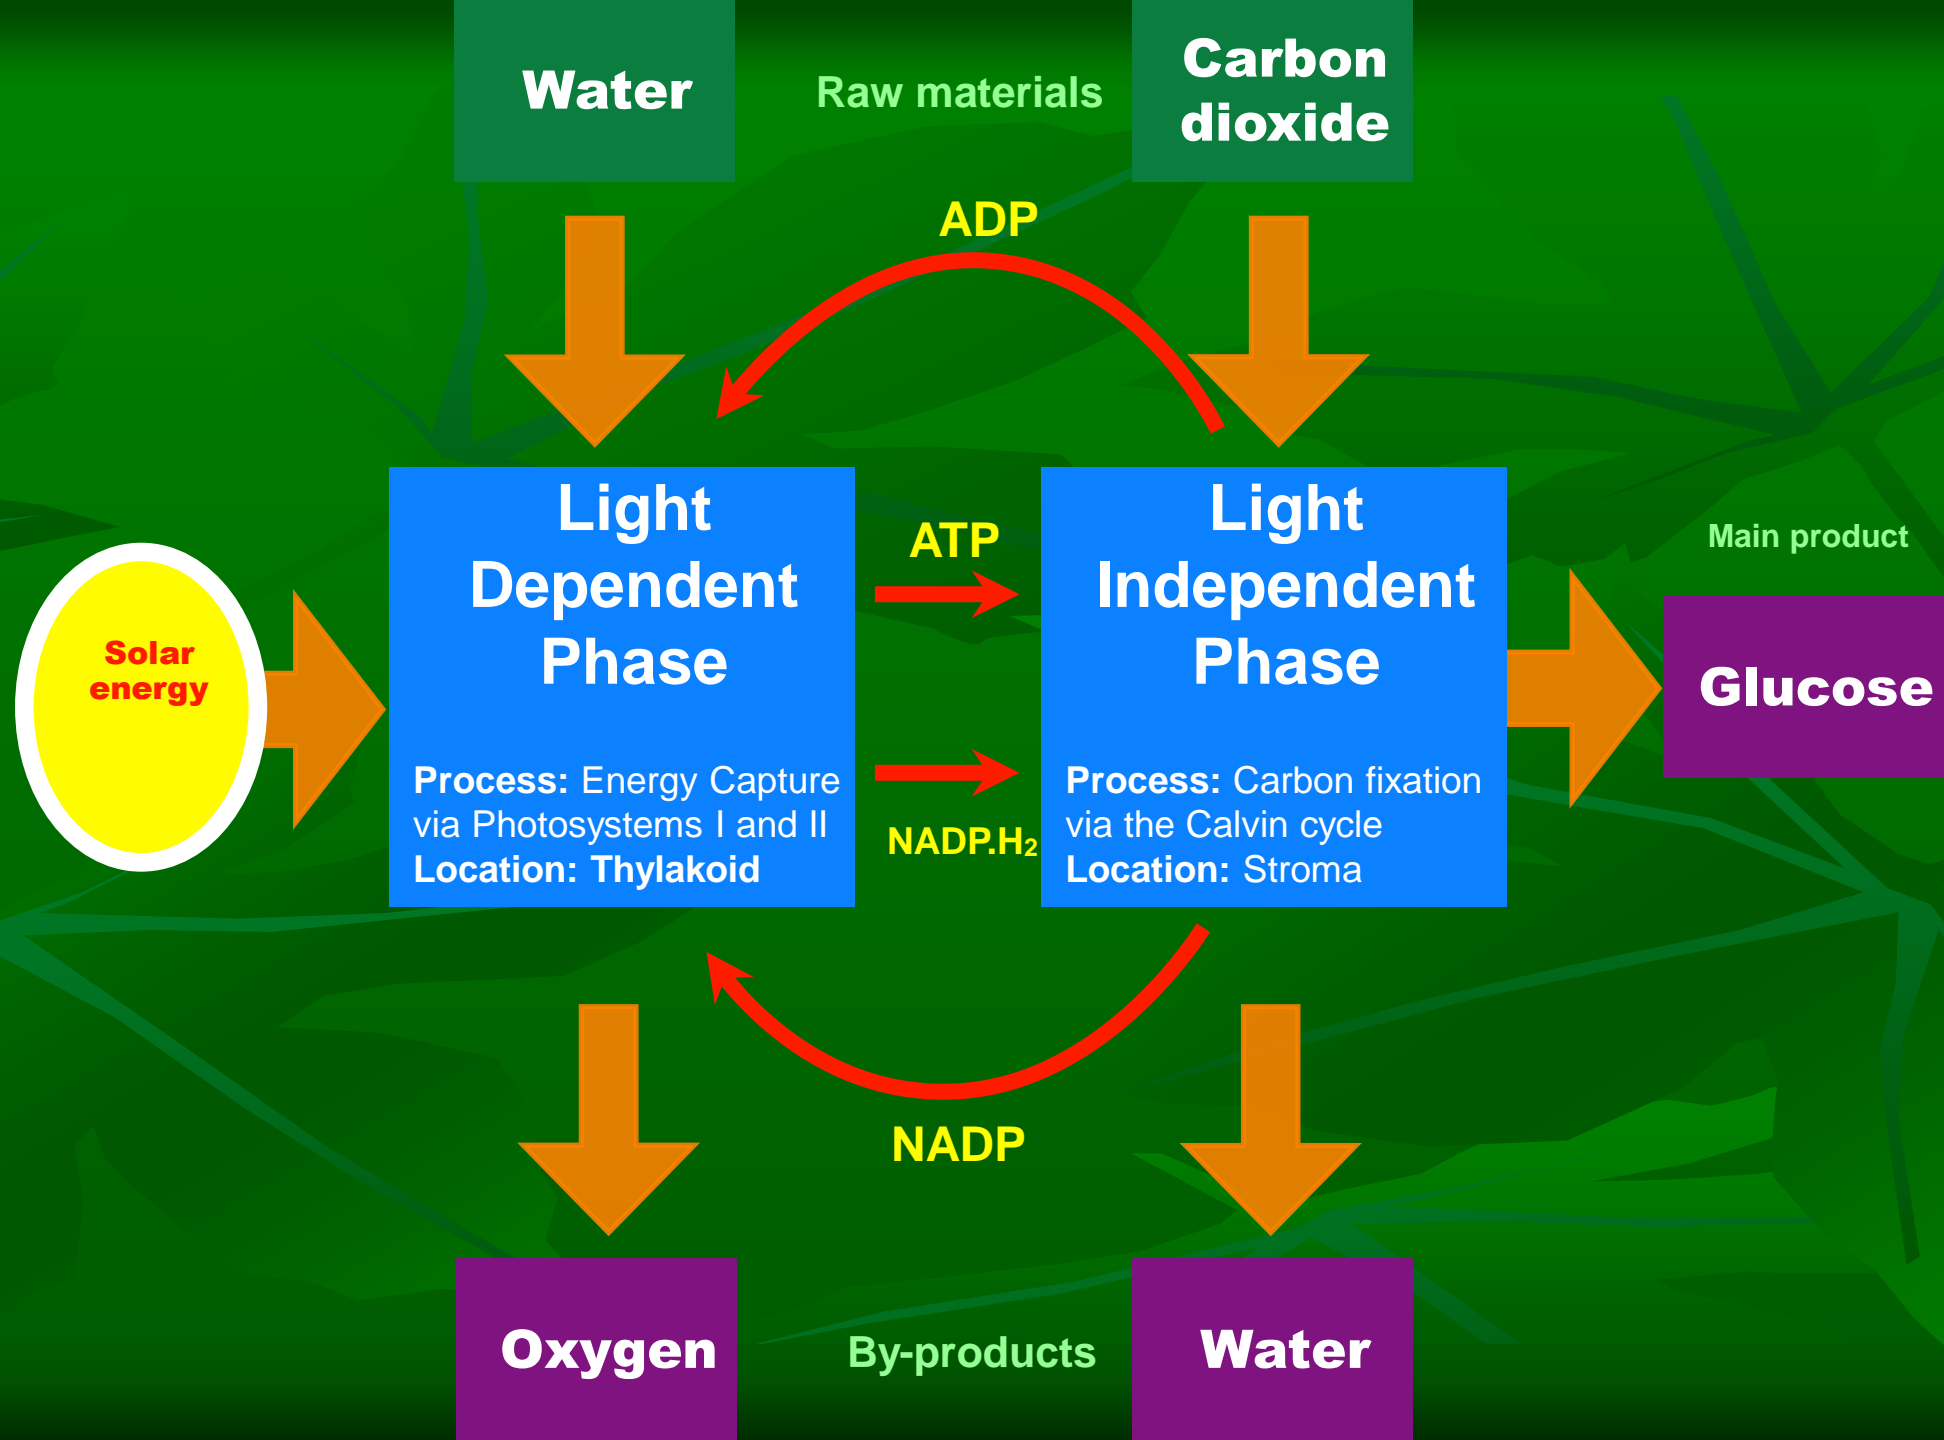 Water
Raw materials
Carbon
dioxide
ADP
Light
Dependent
Phase
Process: Energy Capture
via Photosystems I and II
Location: Thylakoid
ATP
NADP.H₂
Light
Independent
Phase
Process: Carbon fixation
via the Calvin cycle
Location: Stroma
Main product
Glucose
Solar
energy
NADP
Oxygen
By-products
Water